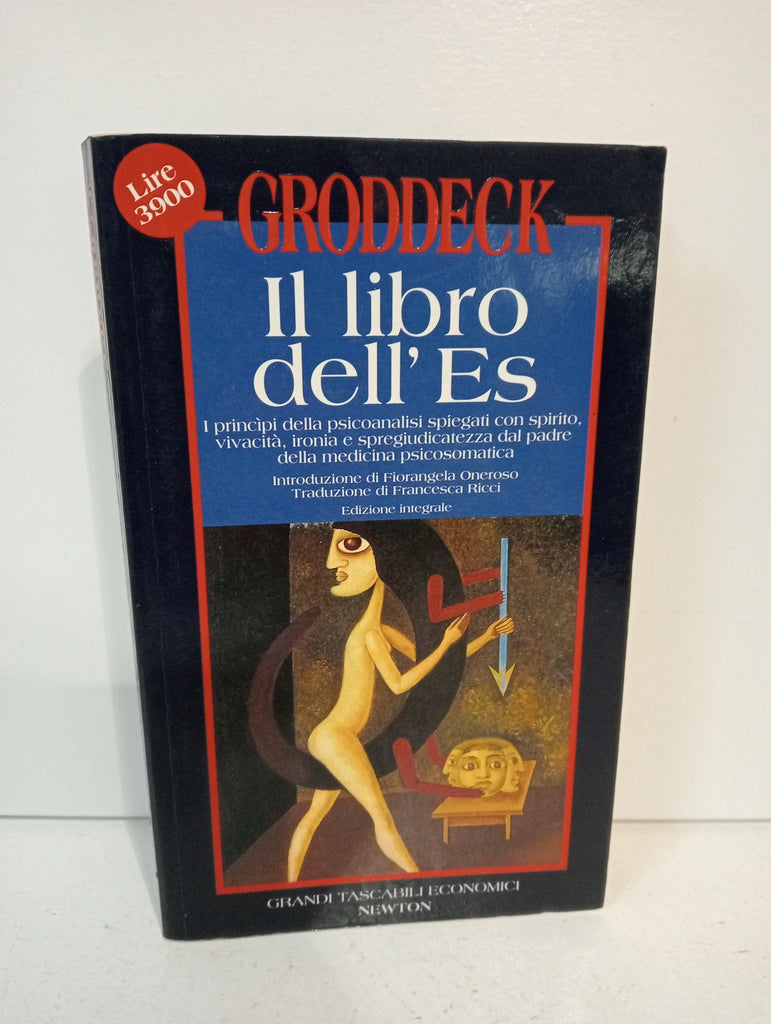 Lire
3900
GRODDECK
Il libro
dell'Es
I princìpi della psicoanalisi spiegati con spirito,
vivacità, ironia e spregiudicatezza dal padre
della medicina psicosomatica
Introduzione di Fiorangela Oneroso
Traduzione di Francesca Ricci
Edizione integrale
GRANDI TASCABILI ECONOMICI
NEWTON